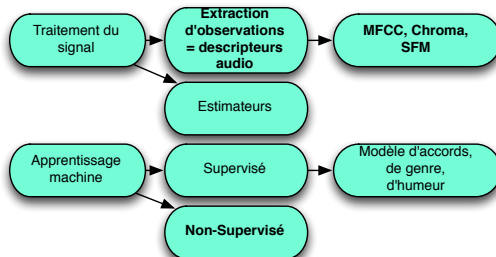 Traitement du
signal
Extraction
d'observations
= descripteurs
audio
MFCC, Chroma,
SFM
Estimateurs
Apprentissage
machine
Supervisé
Modèle d'accords,
de genre,
d'humeur
Non-Supervisé